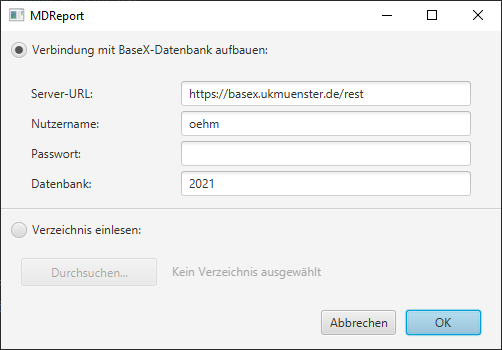 MDReport
Verbindung mit BaseX-Datenbank aufbauen:
Server-URL: https://basex.ukmuenster.de/rest
Nutzername: oehm
Passwort:
Datenbank: 2021
Verzeichnis einlesen:
Durchsuchen... Kein Verzeichnis ausgewählt
Abbrechen OK